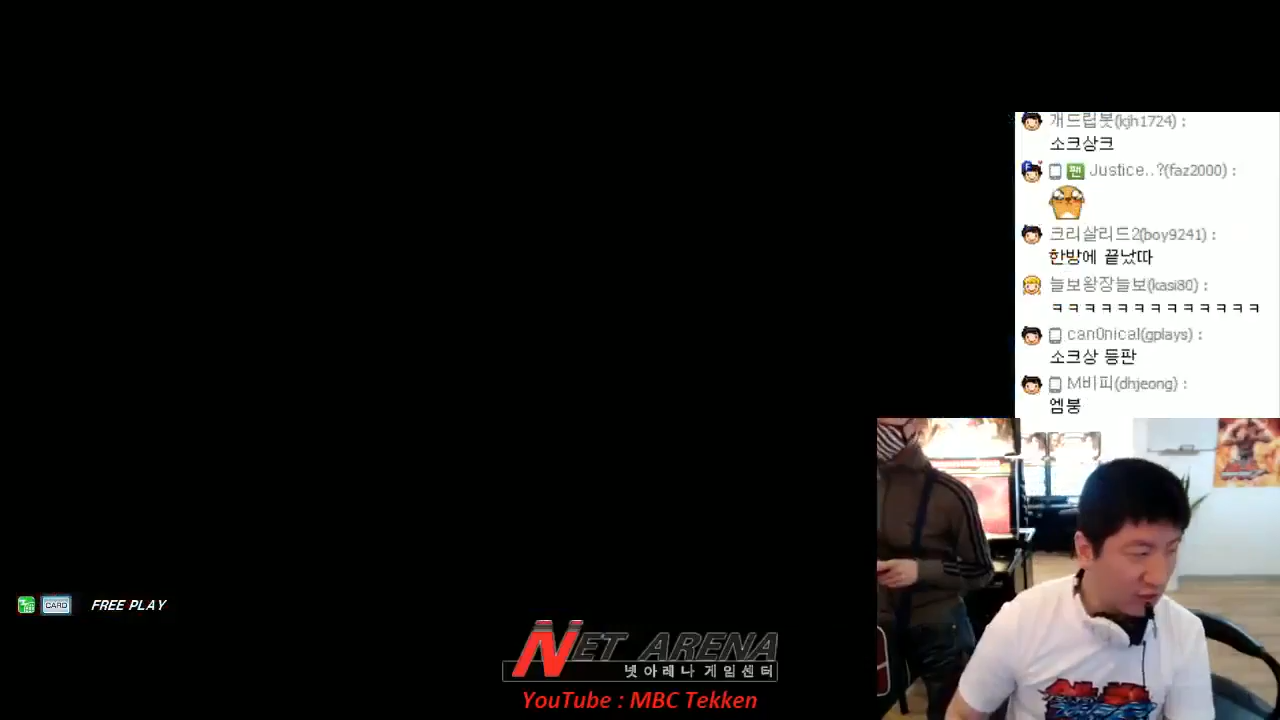 개드립봇(kjh1724) :
소크상크
팬 Justice..?(faz2000) :
크리살리드2(boy9241) :
한방에 끝났따
늘보왕장늘보(kasi80) :
ㅋㅋㅋㅋㅋㅋㅋㅋㅋㅋㅋㅋㅋ
can0nical(gplays) :
소크상 등판
M비피(dhjeong) :
엠붕
CARD FREE PLAY
NET ARENA
넷아레나 게임센터
YouTube : MBC Tekken